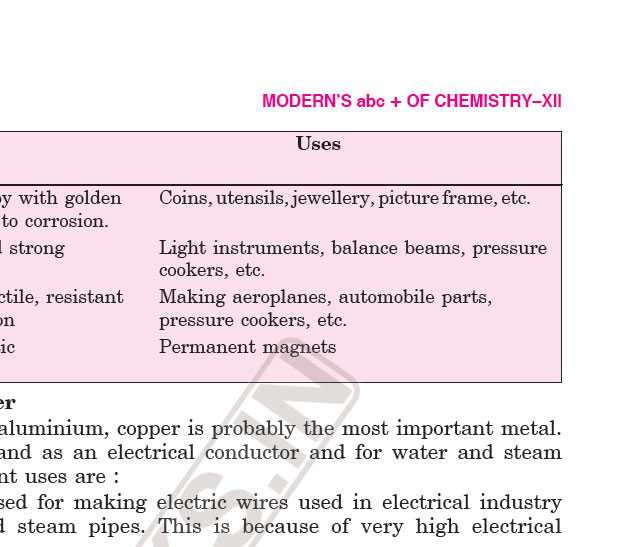 MODERN'S abc + OF CHEMISTRY–XII
Uses
y with golden Coins, utensils, jewellery, picture frame, etc.
to corrosion.
strong Light instruments, balance beams, pressure
cookers, etc.
ctile, resistant Making aeroplanes, automobile parts,
on pressure cookers, etc.
ic Permanent magnets
er
aluminium, copper is probably the most important metal.
and as an electrical conductor and for water and steam
nt uses are :
sed for making electric wires used in electrical industry
d steam pipes. This is because of very high electrical
KS.IN